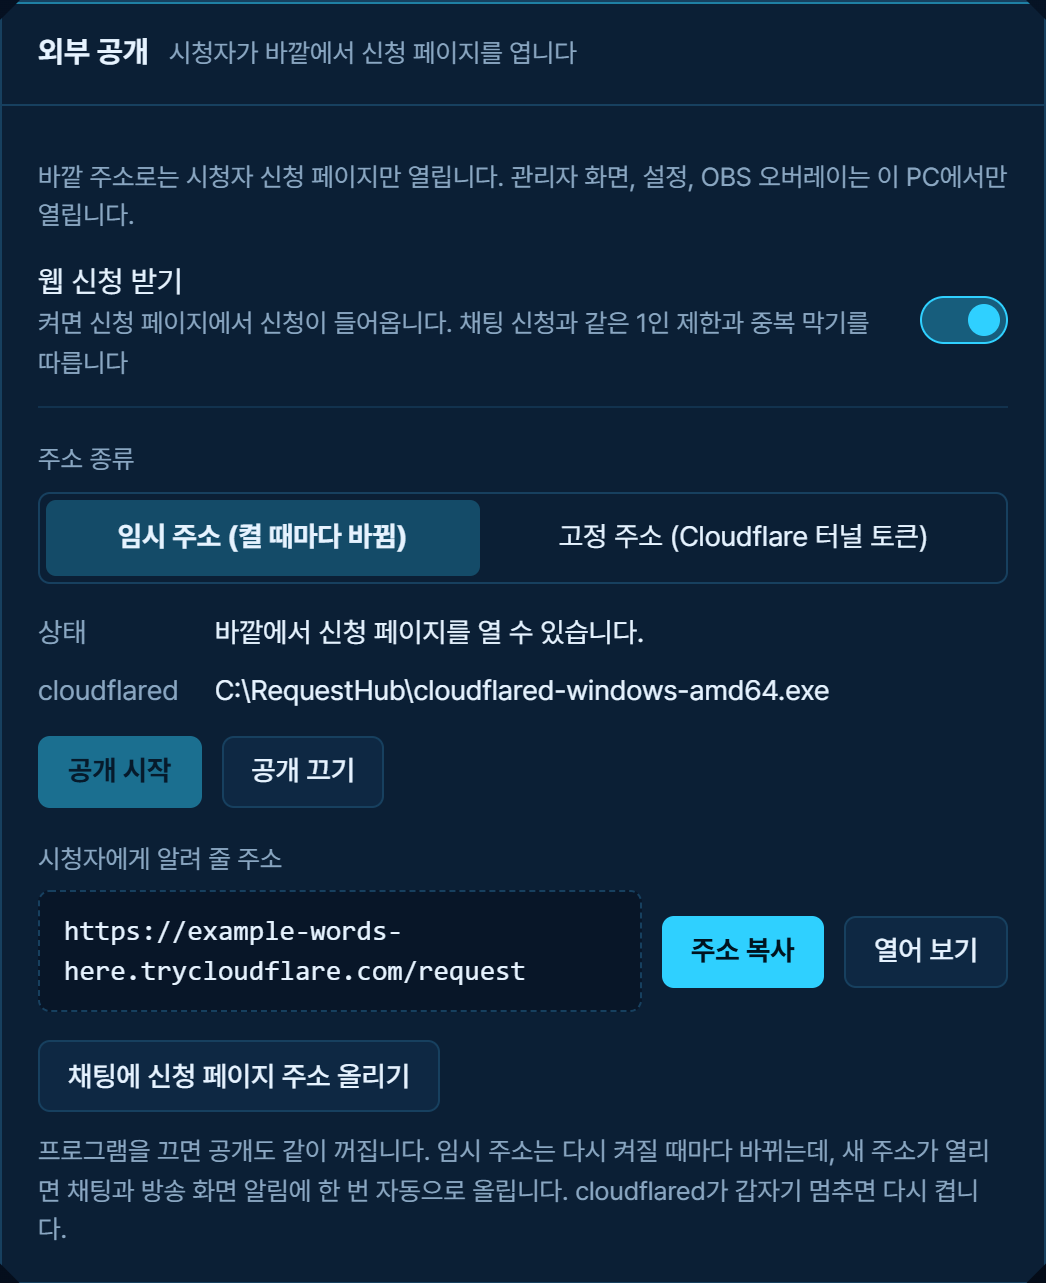 외부 공개 시청자가 바깥에서 신청 페이지를 엽니다
바깥 주소로는 시청자 신청 페이지만 열립니다. 관리자 화면, 설정, OBS 오버레이는 이 PC에서만
열립니다.
웹 신청 받기
켜면 신청 페이지에서 신청이 들어옵니다. 채팅 신청과 같은 1인 제한과 중복 막기를
따릅니다
주소 종류
임시 주소 (켤 때마다 바뀜)
고정 주소 (Cloudflare 터널 토큰)
상태 바깥에서 신청 페이지를 열 수 있습니다.
cloudflared C:\RequestHub\cloudflared-windows-amd64.exe
공개 시작
공개 끄기
시청자에게 알려 줄 주소
https://example-words-
here.trycloudflare.com/request
주소 복사
열어 보기
채팅에 신청 페이지 주소 올리기
프로그램을 끄면 공개도 같이 꺼집니다. 임시 주소는 다시 켜질 때마다 바뀌는데, 새 주소가 열리
면 채팅과 방송 화면 알림에 한 번 자동으로 올립니다. cloudflared가 갑자기 멈추면 다시 켭니
다.